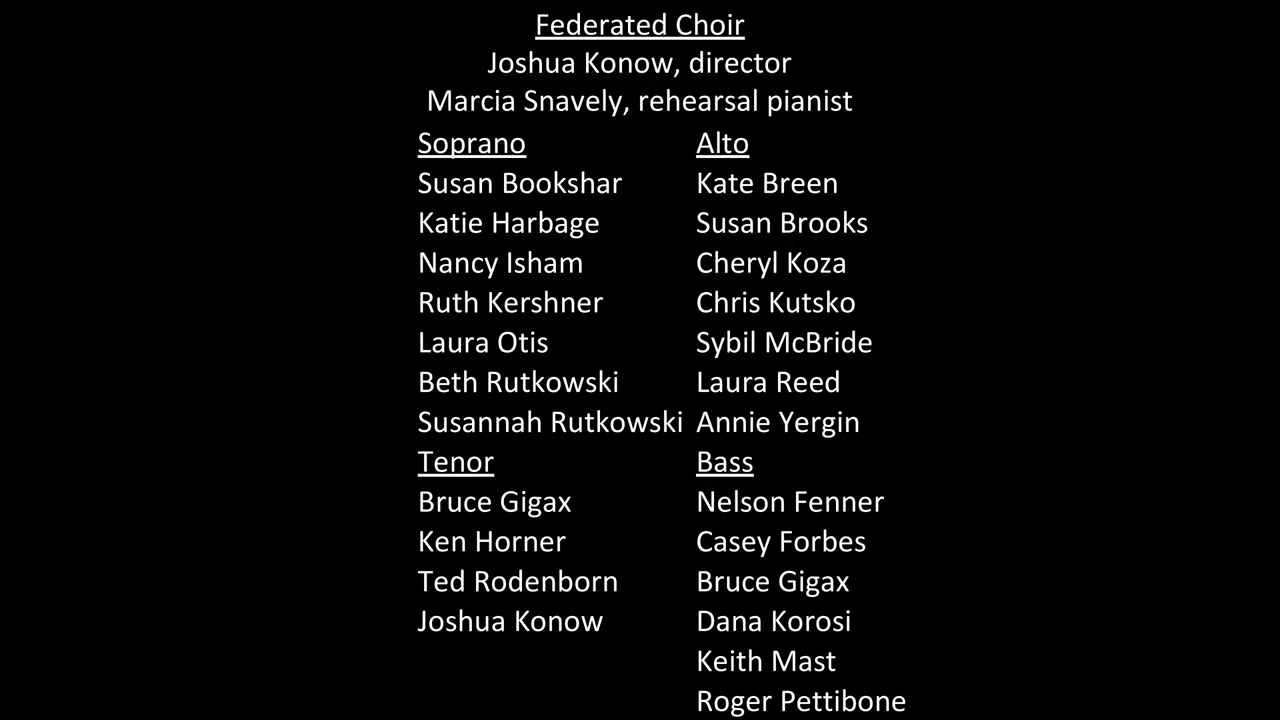 Federated Choir
Joshua Konow, director
Marcia Snavely, rehearsal pianist
Soprano
Susan Bookshar
Katie Harbage
Nancy Isham
Ruth Kershner
Laura Otis
Beth Rutkowski
Susannah Rutkowski
Alto
Kate Breen
Susan Brooks
Cheryl Koza
Chris Kutsko
Sybil McBride
Laura Reed
Annie Yergin
Tenor
Bruce Gigax
Ken Horner
Ted Rodenborn
Joshua Konow
Bass
Nelson Fenner
Casey Forbes
Bruce Gigax
Dana Korosi
Keith Mast
Roger Pettibone